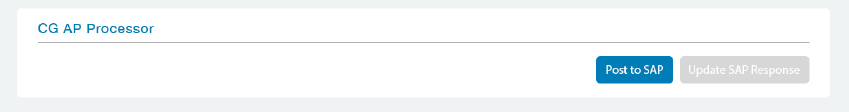 CG AP Processor
Post to SAP Update SAP Response